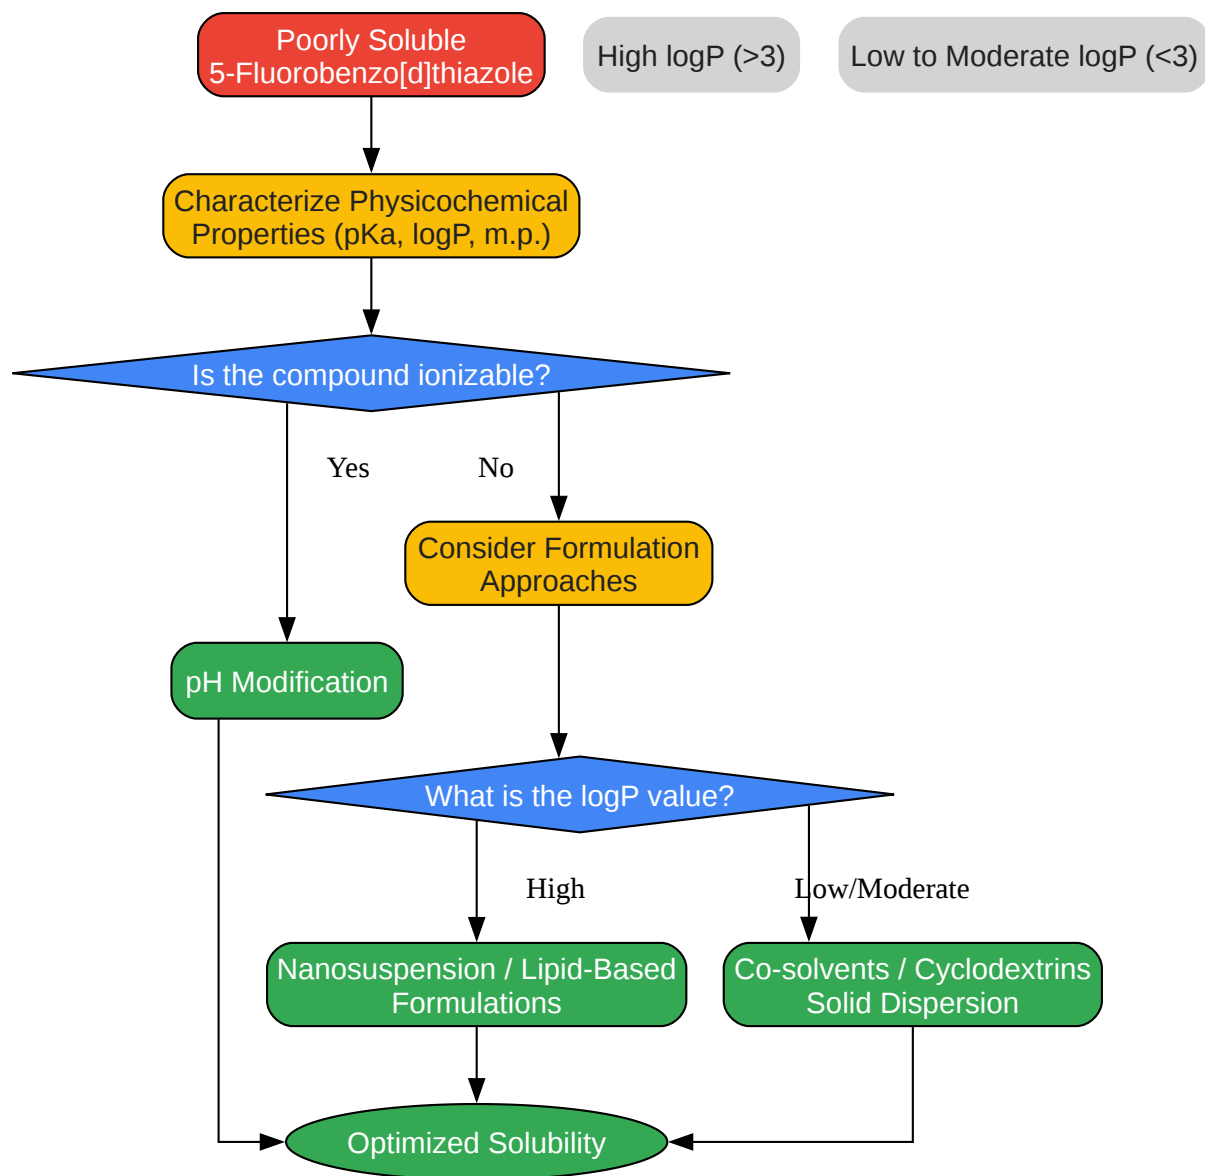 Poorly Soluble
5-Fluorobenzo[d]thiazole
High logP (>3)
Low to Moderate logP (<3)
Characterize Physicochemical
Properties (pKa, logP, m.p.)
Is the compound ionizable?
Yes
No
Consider Formulation
Approaches
pH Modification
What is the logP value?
High
Low/Moderate
Nanosuspension / Lipid-Based
Formulations
Co-solvents / Cyclodextrins
Solid Dispersion
Optimized Solubility